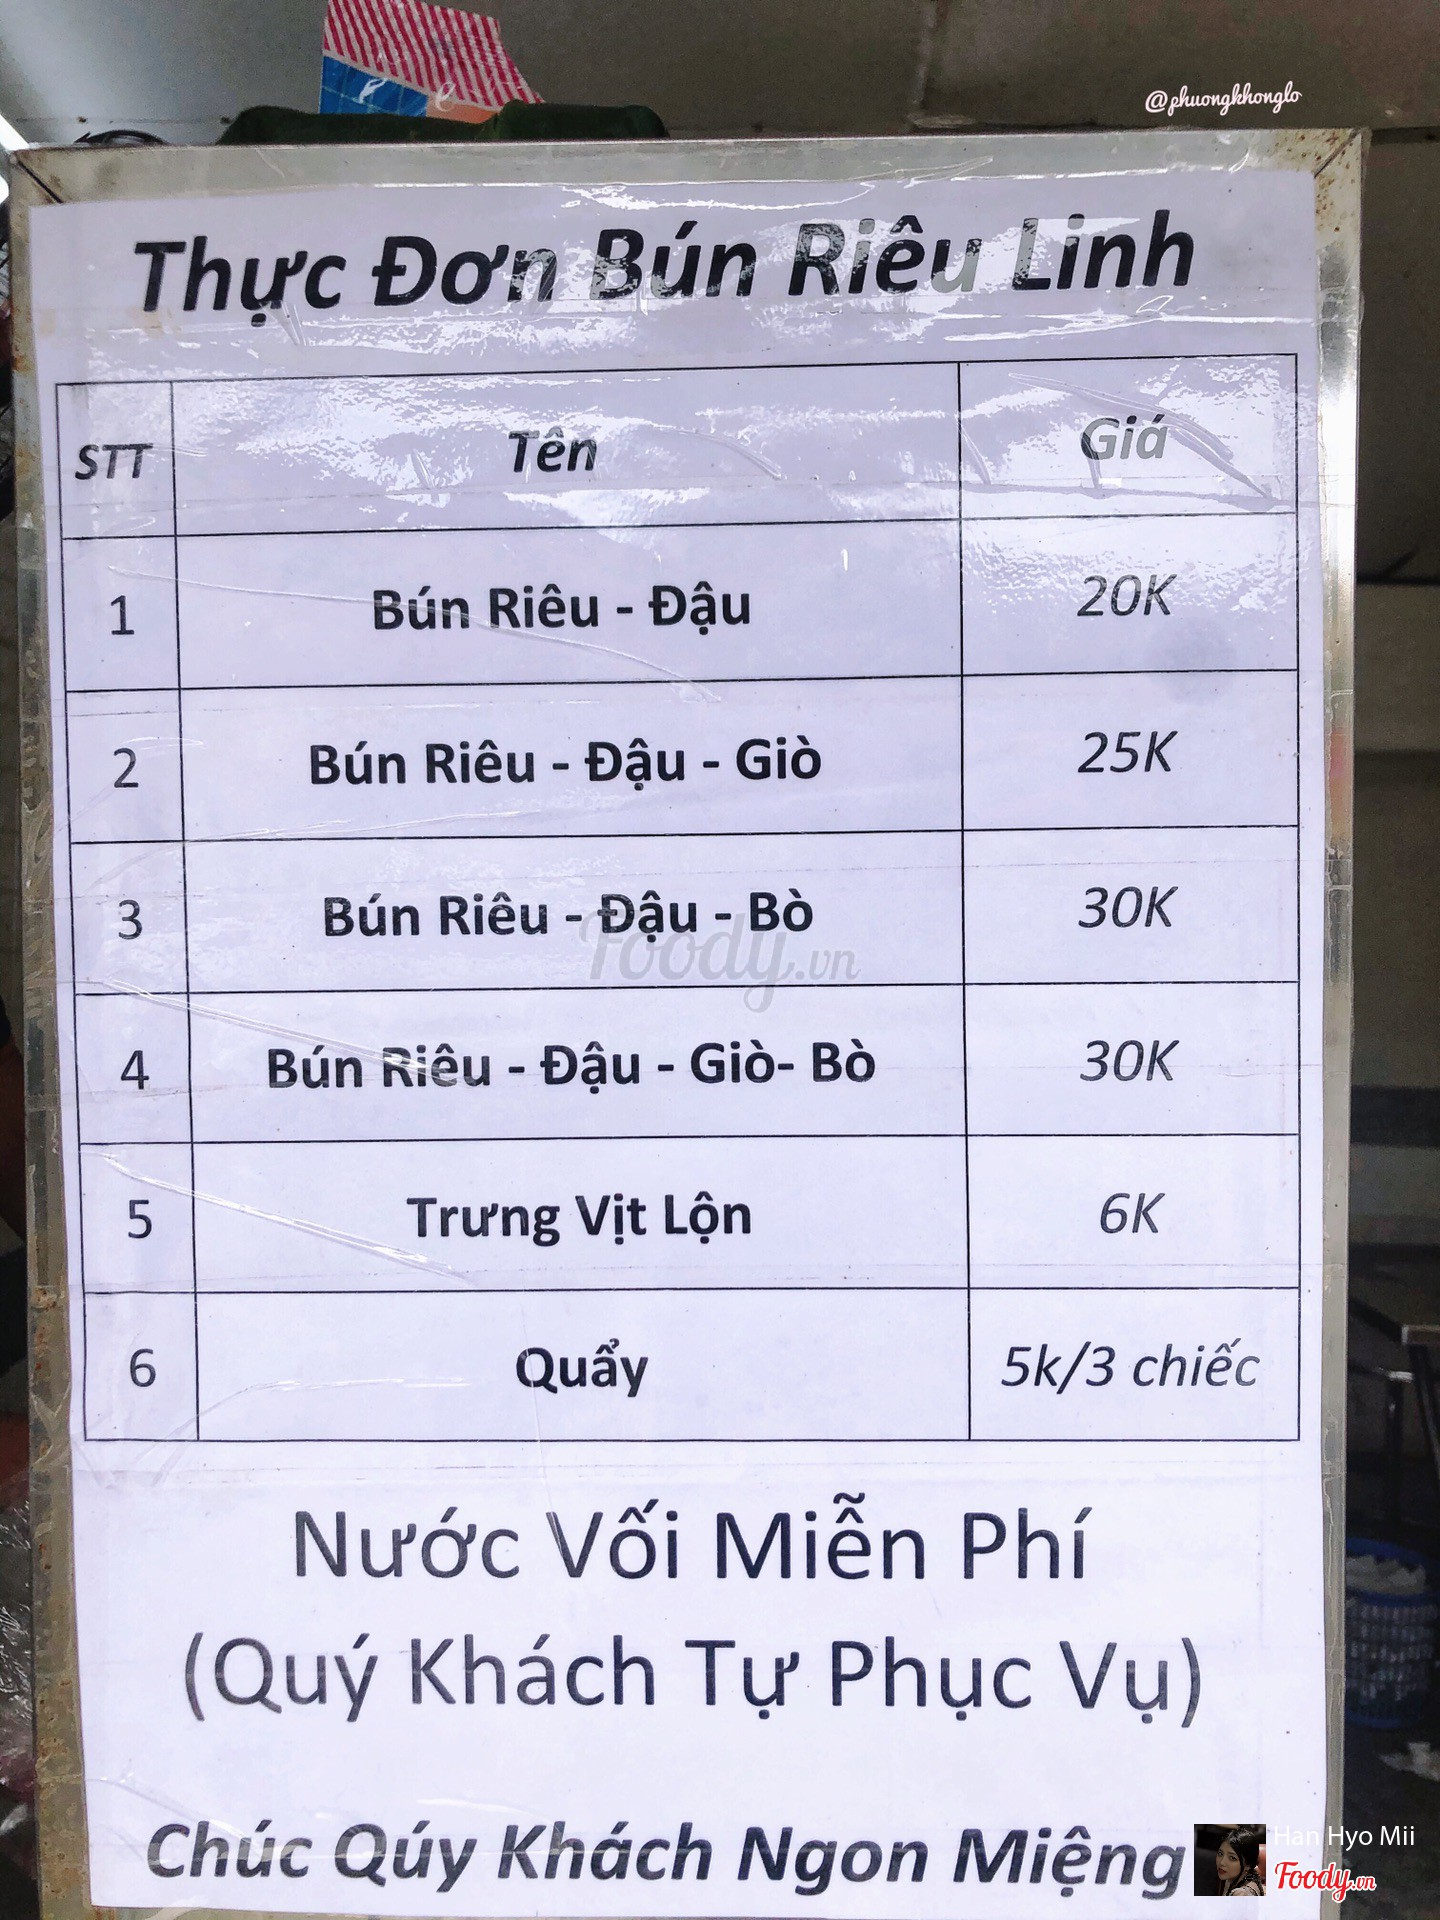 @phuongkhonglo
Thực Đơn Bún Riêu Linh
STT Tên Giá
1 Bún Riêu - Đậu 20K
2 Bún Riêu - Đậu - Giò 25K
3 Bún Riêu - Đậu - Bò 30K
Foody.vn
4 Bún Riêu - Đậu - Giò- Bò 30K
5 Trưng Vịt Lộn 6K
6 Quẩy 5k/3 chiếc
Nước Vối Miễn Phí
(Quý Khách Tự Phục Vụ)
Chúc Qúy Khách Ngon Miệng
Han Hyo Mii
Foody.vn